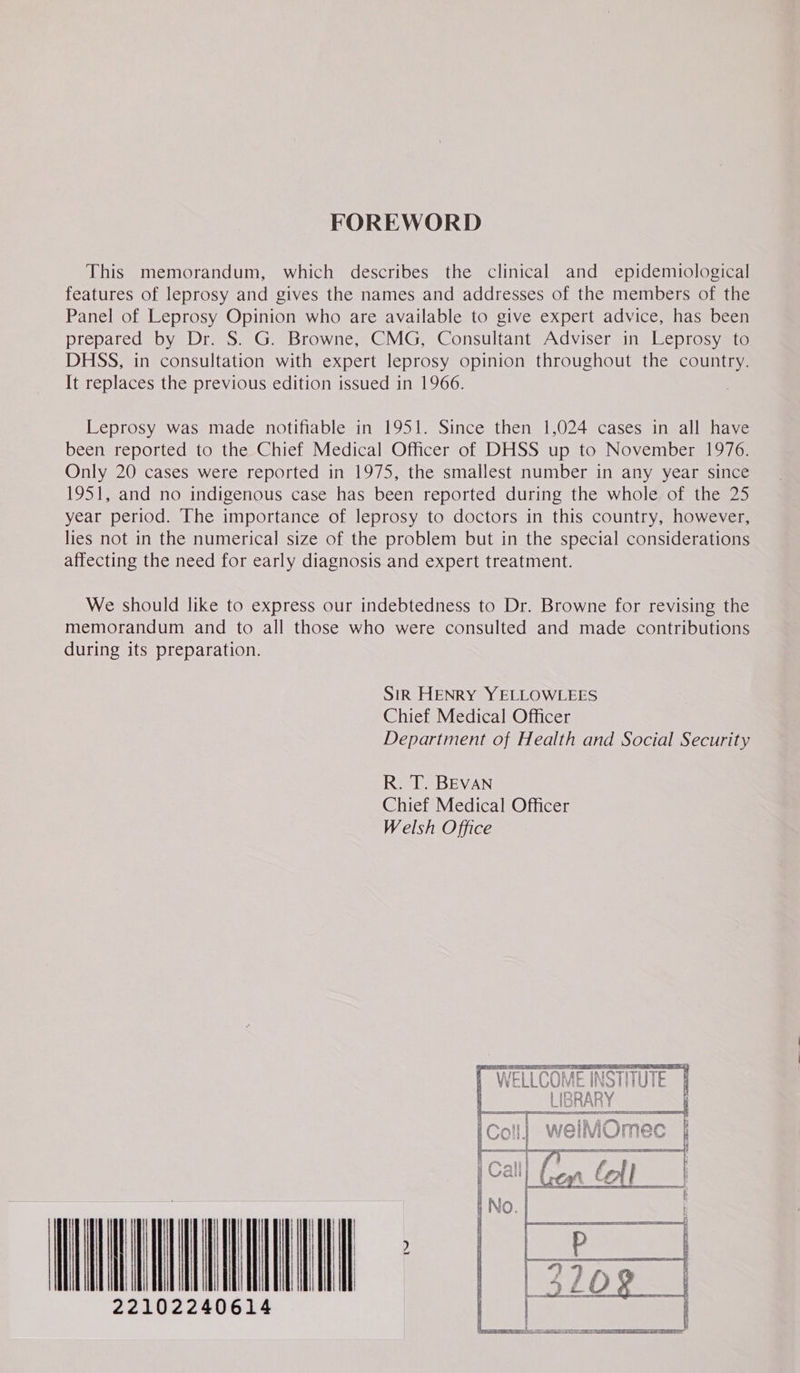 FOREWORD
This memorandum, which describes the clinical and epidemiological
features of leprosy and gives the names and addresses of the members of the
Panel of Leprosy Opinion who are available to give expert advice, has been
prepared by Dr. S. G. Browne, CMG, Consultant Adviser in Leprosy to
DHSS, in consultation with expert leprosy opinion throughout the country.
It replaces the previous edition issued in 1966.
Leprosy was made notifiable in 1951. Since then 1,024 cases in all have
been reported to the Chief Medical Officer of DHSS up to November 1976.
Only 20 cases were reported in 1975, the smallest number in any year since
1951, and no indigenous case has been reported during the whole of the 25
year period. The importance of leprosy to doctors in this country, however,
lies not in the numerical size of the problem but in the special considerations
affecting the need for early diagnosis and expert treatment.
We should like to express our indebtedness to Dr. Browne for revising the
memorandum and to all those who were consulted and made contributions
during its preparation.
SIR HENRY YELLOWLEES
Chief Medical Officer
Department of Health and Social Security
R. T. BEVAN
Chief Medical Officer
Welsh Office
WELLCOME INSTITUTE
LIBRARY
Coll. welMOmec
Call Gen Coll
No.
P
3208
22102240614